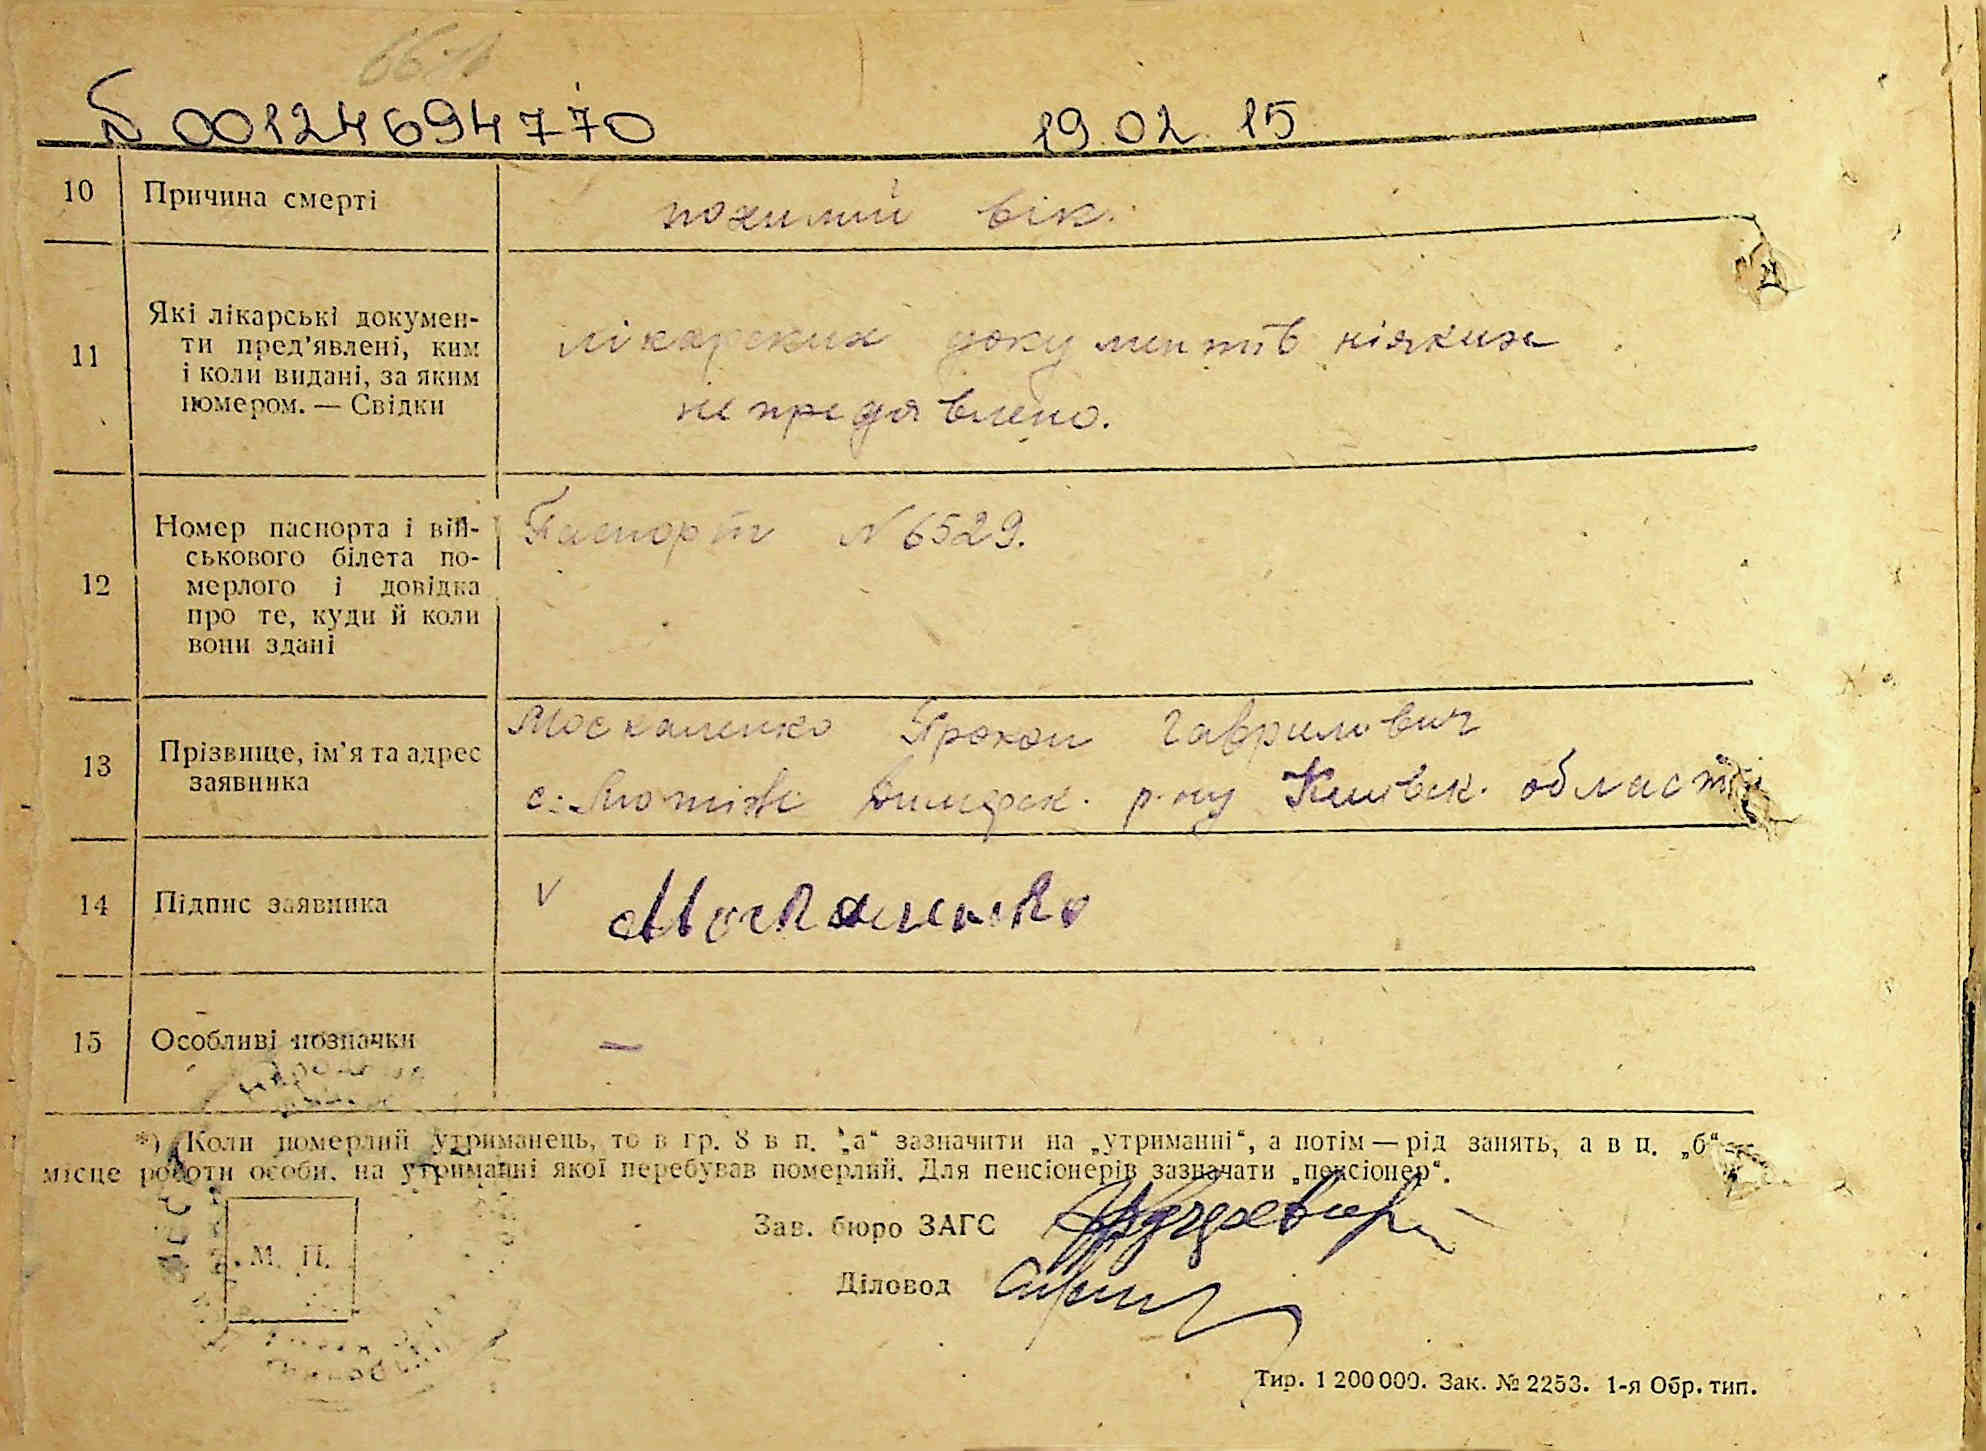 00124694770 19.02.15
10 Причина смерті похилий вік.
11 Які лікарські докумен-
ти пред’явлені, ким
і коли видані, за яким
номером. — Свідки
лікарских документів ніяких
не предявлено.
12 Номер паспорта і вій-
ськового білета по-
мерлого і довідка
про те, куди й коли
вони здані
Паспорт N 6529.
13 Прізвище, ім’я та адрес
заявника
Москаленко Прокоп Гаврилович
с. р-ну Київск. області
14 Підпис заявника V Москаленко
15 Особливі позначки —
*) Коли померлий утриманець, то в гр. 8 в п. „а“ зазначити на „утриманні“, а потім — рід занять, а в п. „б“ —
місце роботи особи, на утриманні якої перебував померлий. Для пенсіонерів зазначати „пенсіонер“.
Зав. бюро ЗАГС
М. П.
Діловод
Тир. 1 200 000. Зак. № 2253. 1-я Обр. тип.